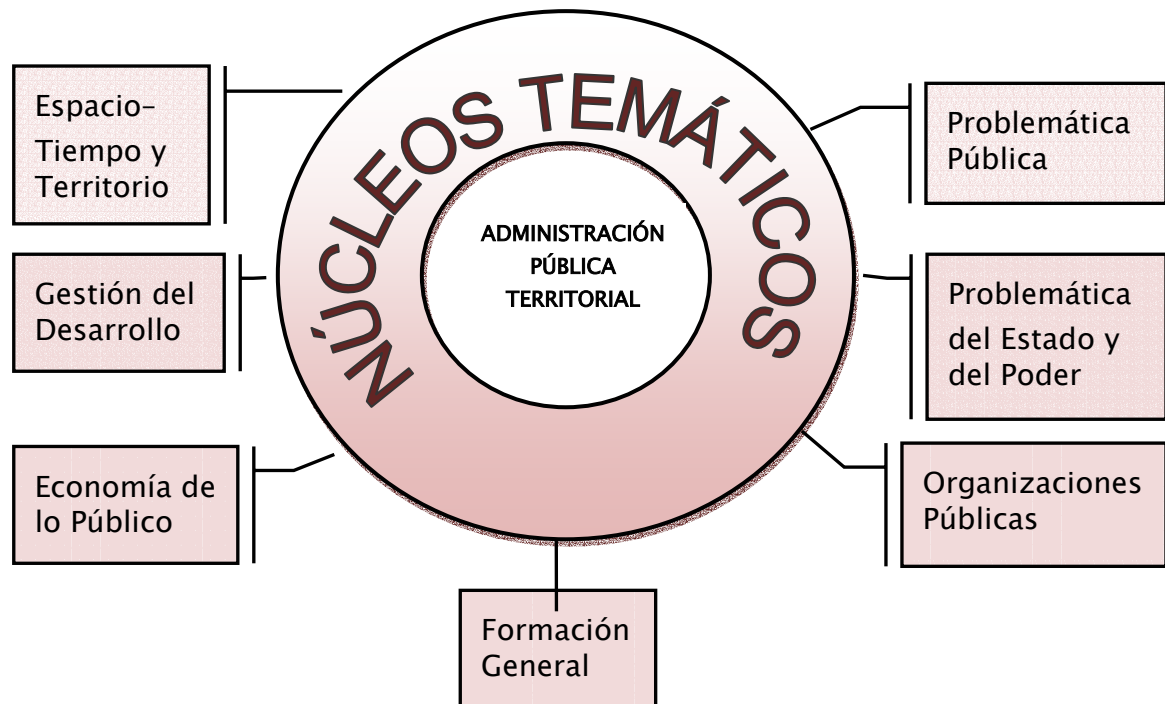 NÚCLEOS TEMÁTICOS
ADMINISTRACIÓN
PÚBLICA
TERRITORIAL
Espacio–
Tiempo y
Territorio
Gestión del
Desarrollo
Economía de
lo Público
Formación
General
Problemática
Pública
Problemática
del Estado y
del Poder
Organizaciones
Públicas